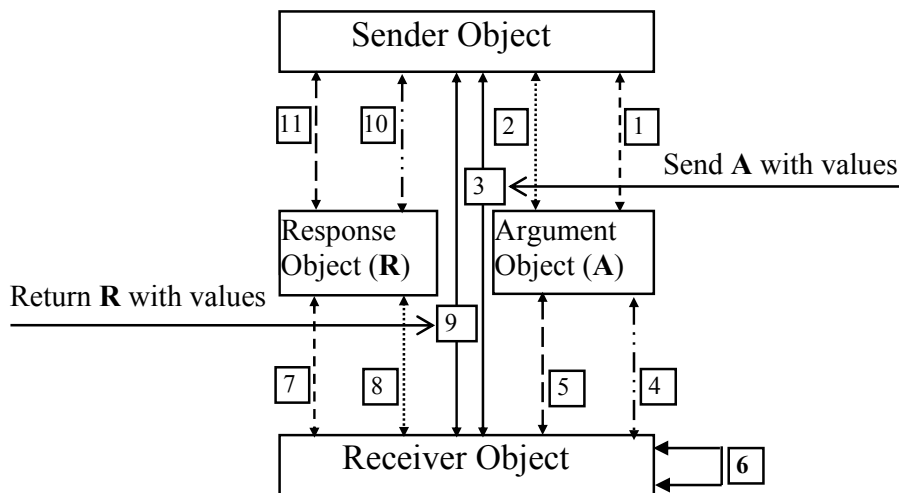 Sender Object
11
10
2
1
3
Send A with values
Response
Object (R)
Argument
Object (A)
Return R with values
9
7
8
5
4
Receiver Object
6